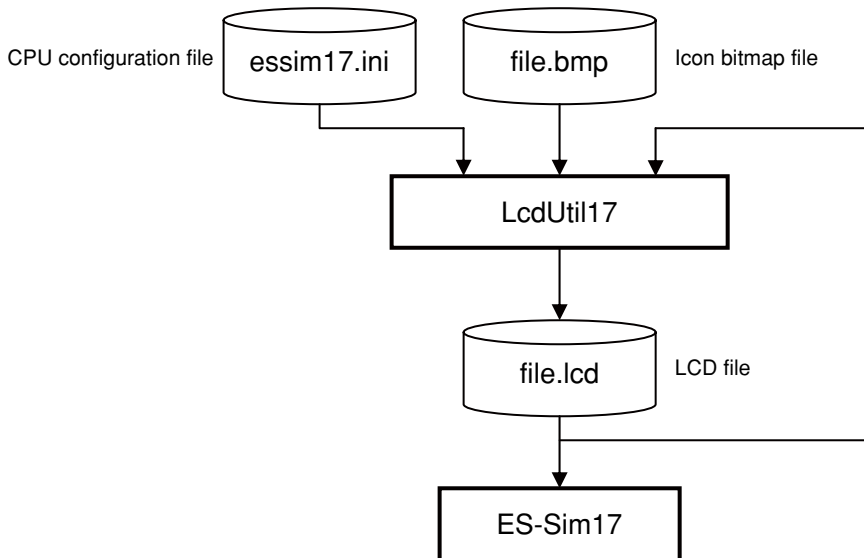 CPU configuration file
essim17.ini
file.bmp
Icon bitmap file
LcdUtil17
file.lcd
LCD file
ES-Sim17